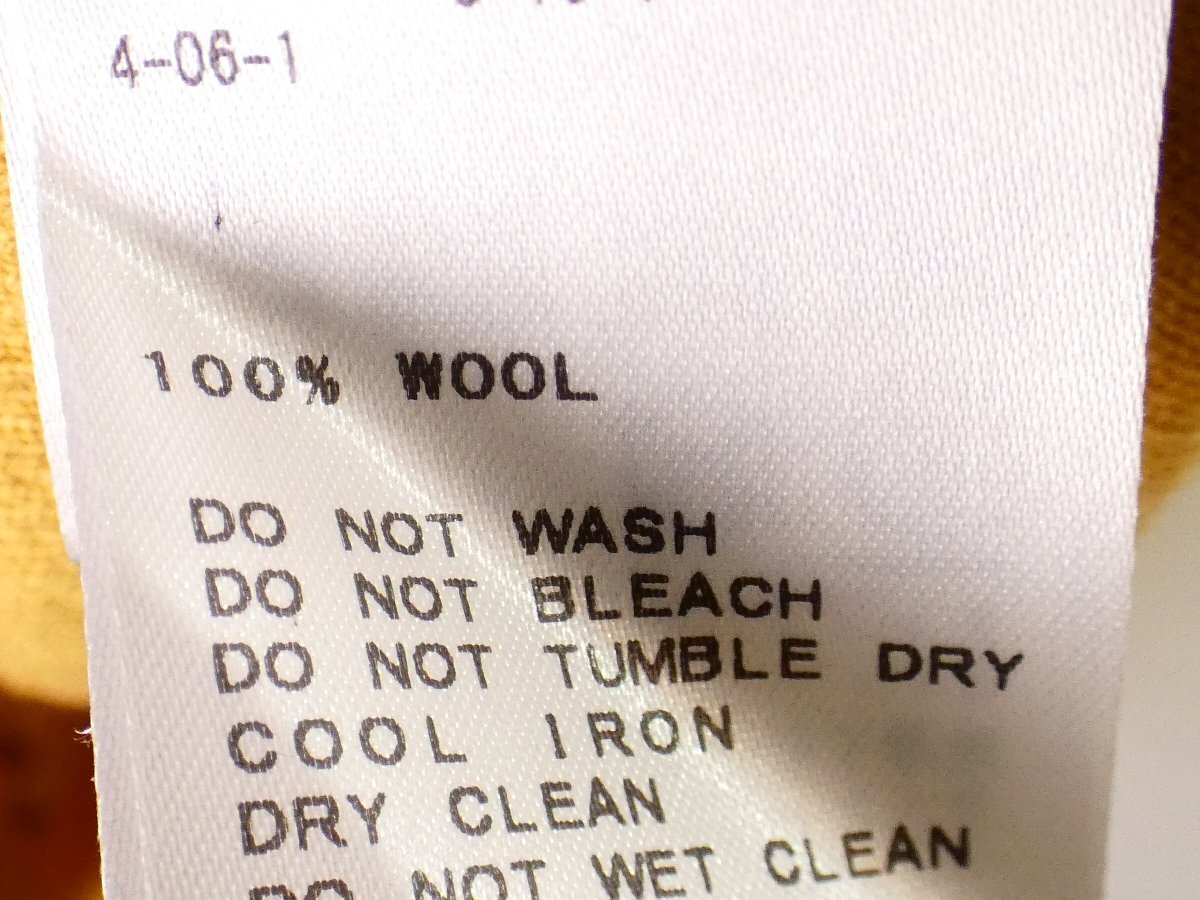 4-06-1
100% WOOL
DO NOT WASH
DO NOT BLEACH
DO NOT TUMBLE DRY
COOL IRON
DRY CLEAN
DO NOT WET CLEAN